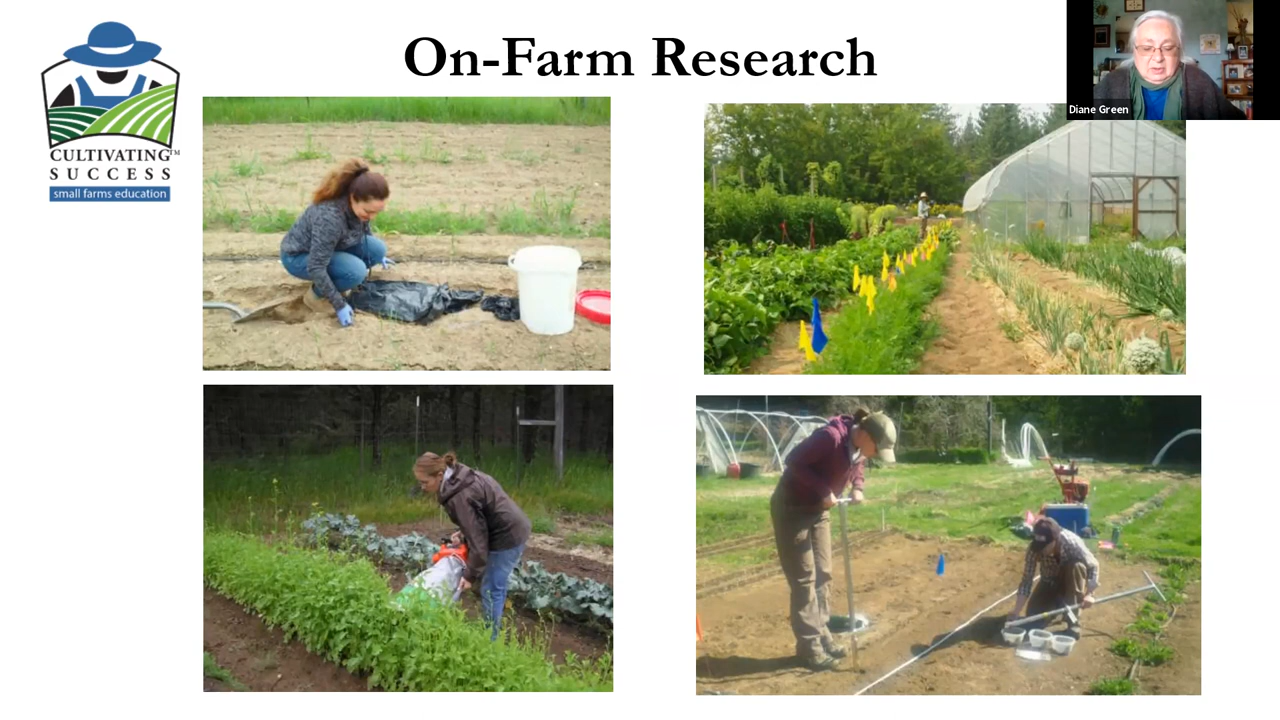 On-Farm Research
Diane Green
CULTIVATING™
SUCCESS
small farms education